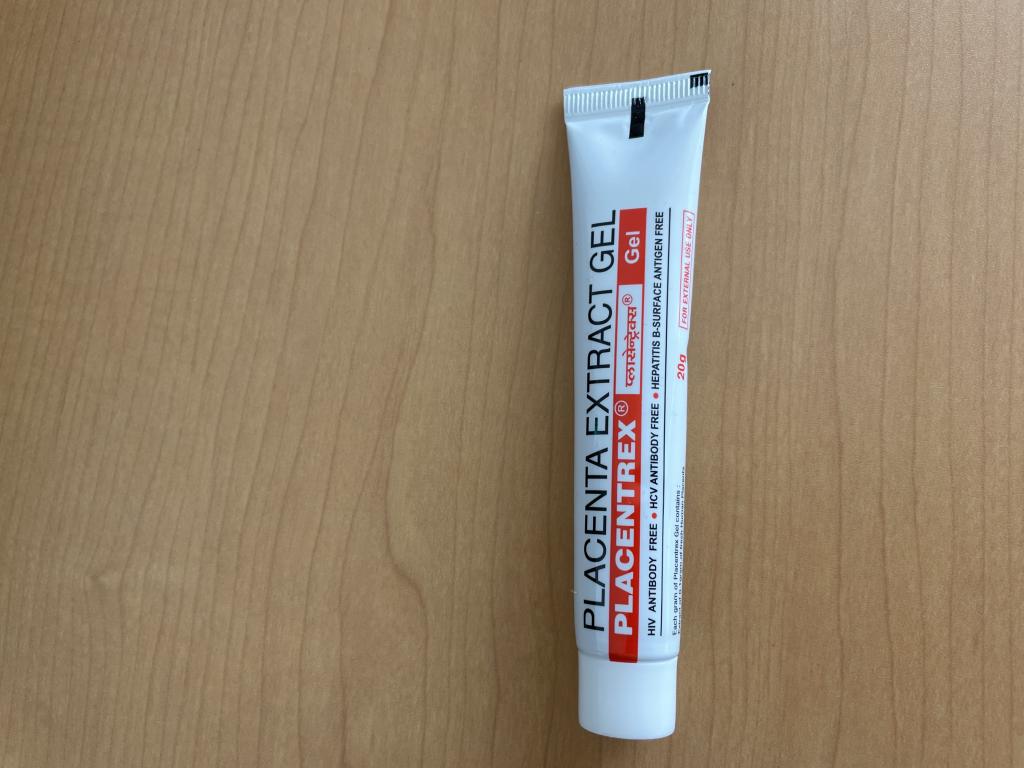 PLACENTA EXTRACT GEL
PLACENTREX® प्लासेन्ट्रेक्स® Gel
HIV ANTIBODY FREE • HCV ANTIBODY FREE • HEPATITIS B-SURFACE ANTIGEN FREE
20g FOR EXTERNAL USE ONLY
Each gram of Placentrex Gel contains :